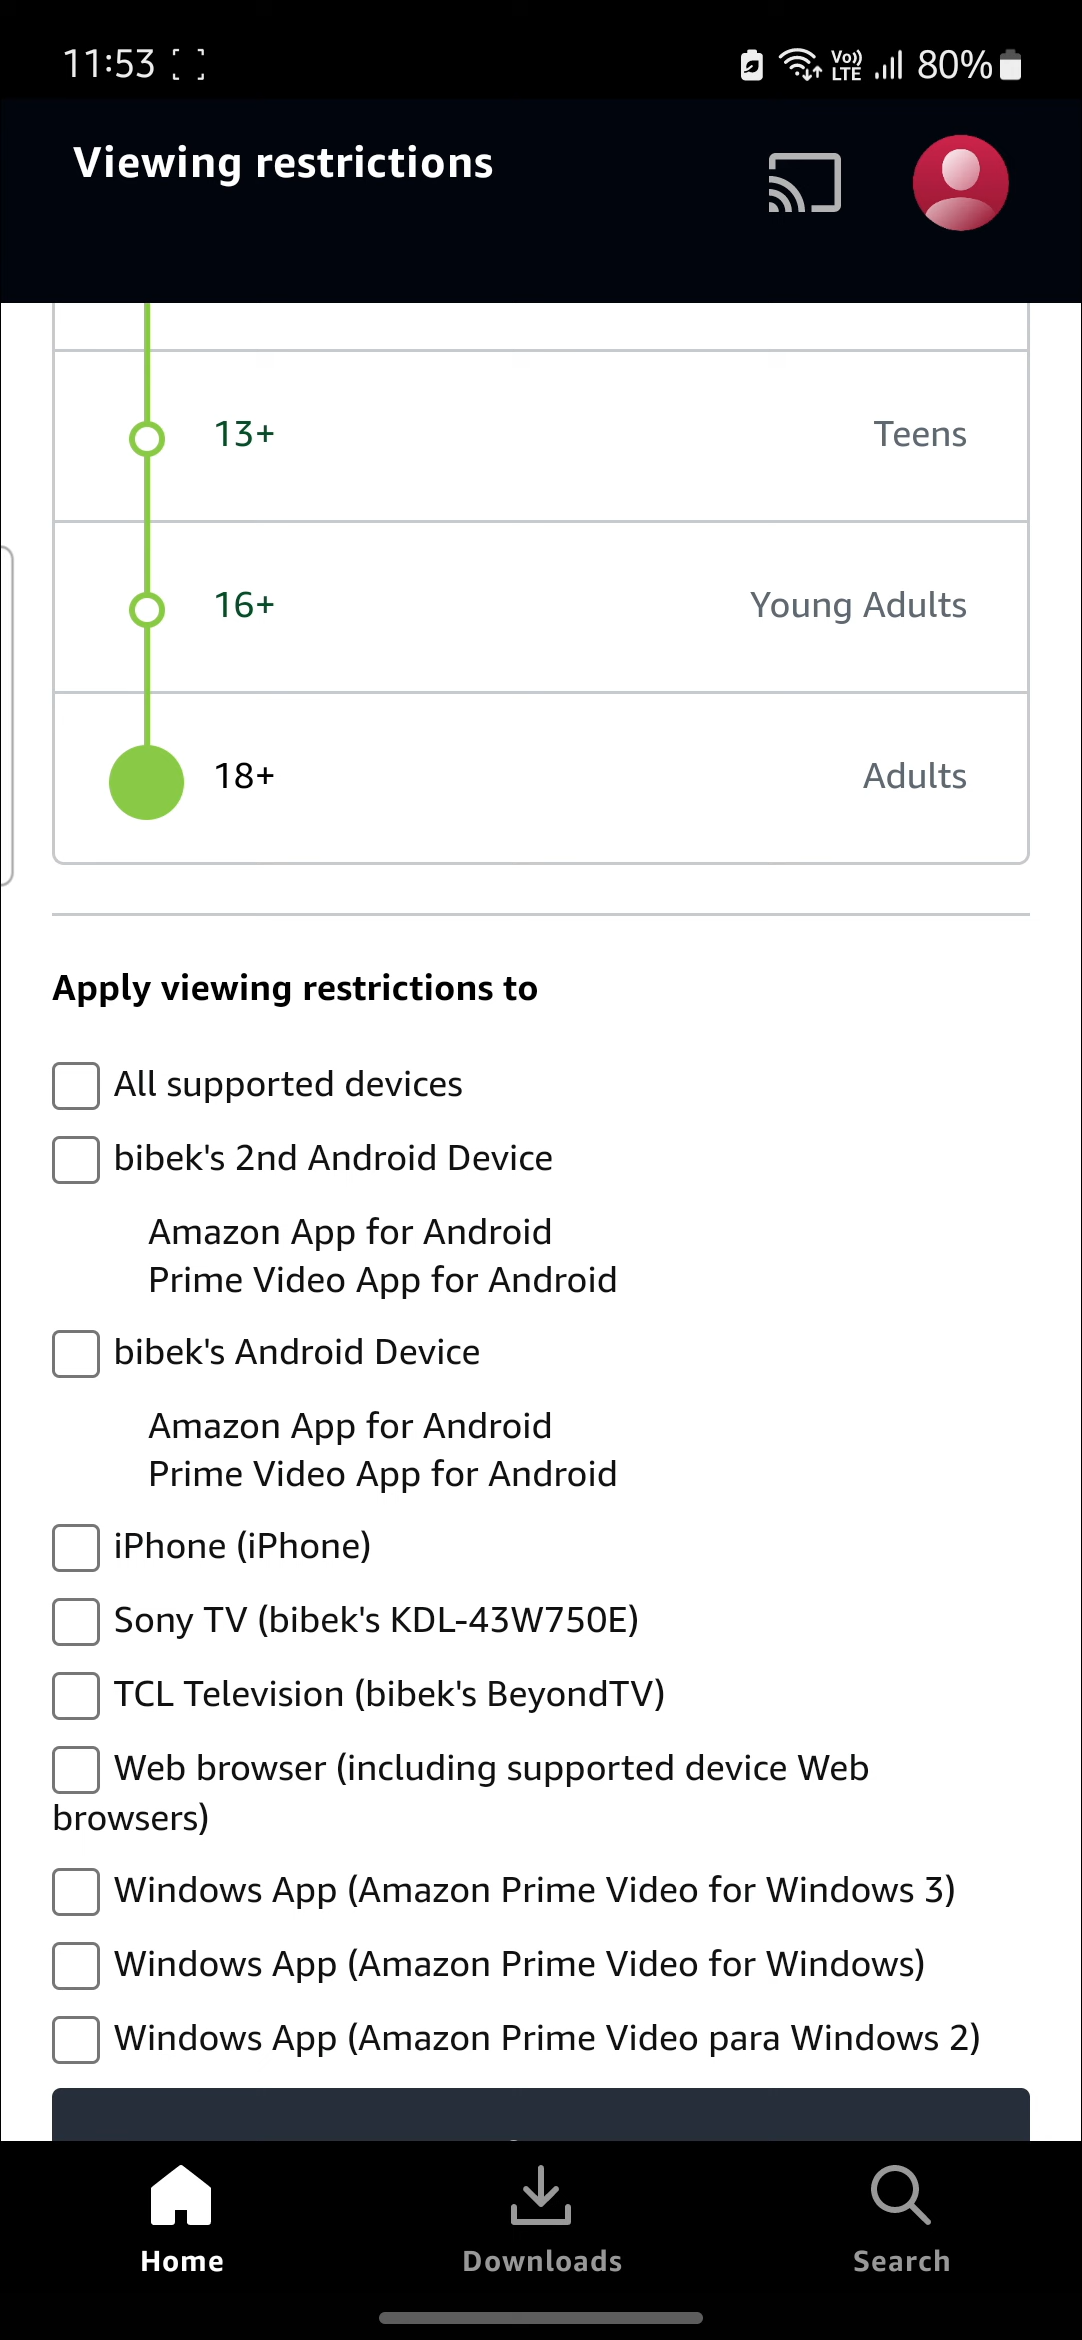 11:53
Vo))
LTE
80%
Viewing restrictions
13+
Teens
16+
Young Adults
18+
Adults
Apply viewing restrictions to
All supported devices
bibek's 2nd Android Device
Amazon App for Android
Prime Video App for Android
bibek's Android Device
Amazon App for Android
Prime Video App for Android
iPhone (iPhone)
Sony TV (bibek's KDL-43W750E)
TCL Television (bibek's BeyondTV)
Web browser (including supported device Web
browsers)
Windows App (Amazon Prime Video for Windows 3)
Windows App (Amazon Prime Video for Windows)
Windows App (Amazon Prime Video para Windows 2)
Home
Downloads
Search